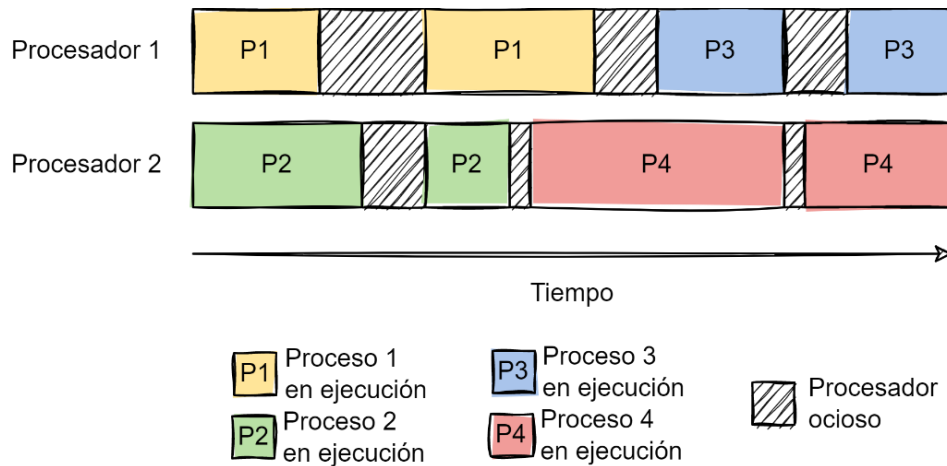 Procesador 1
P1
P1
P3
P3
Procesador 2
P2
P2
P4
P4
Tiempo
P1
Proceso 1
en ejecución
P2
Proceso 2
en ejecución
P3
Proceso 3
en ejecución
P4
Proceso 4
en ejecución
Procesador
ocioso